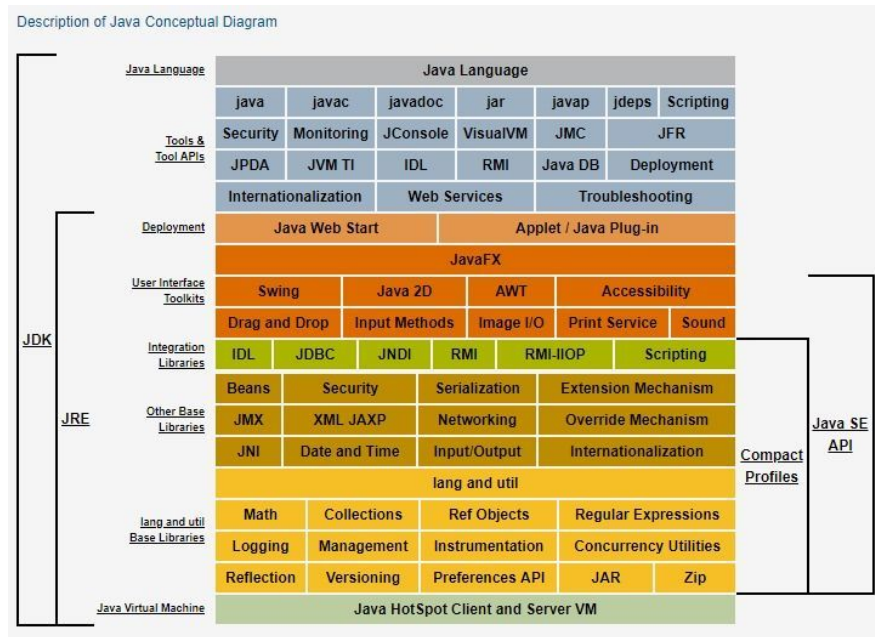 Description of Java Conceptual Diagram
Java Language Java Language
java javac javadoc jar javap jdeps Scripting
Tools &
Tool APIs
Security Monitoring JConsole VisualVM JMC JFR
JPDA JVM TI IDL RMI Java DB Deployment
Internationalization Web Services Troubleshooting
Deployment Java Web Start Applet / Java Plug-in
JavaFX
User Interface
Toolkits
Swing Java 2D AWT Accessibility
Drag and Drop Input Methods Image I/O Print Service Sound
JDK
Integration
Libraries
IDL JDBC JNDI RMI RMI-IIOP Scripting
Beans Security Serialization Extension Mechanism
JRE
Other Base
Libraries
JMX XML JAXP Networking Override Mechanism
Java SE
API
JNI Date and Time Input/Output Internationalization
Compact
Profiles
lang and util
lang and util
Base Libraries
Math Collections Ref Objects Regular Expressions
Logging Management Instrumentation Concurrency Utilities
Reflection Versioning Preferences API JAR Zip
Java Virtual Machine Java HotSpot Client and Server VM